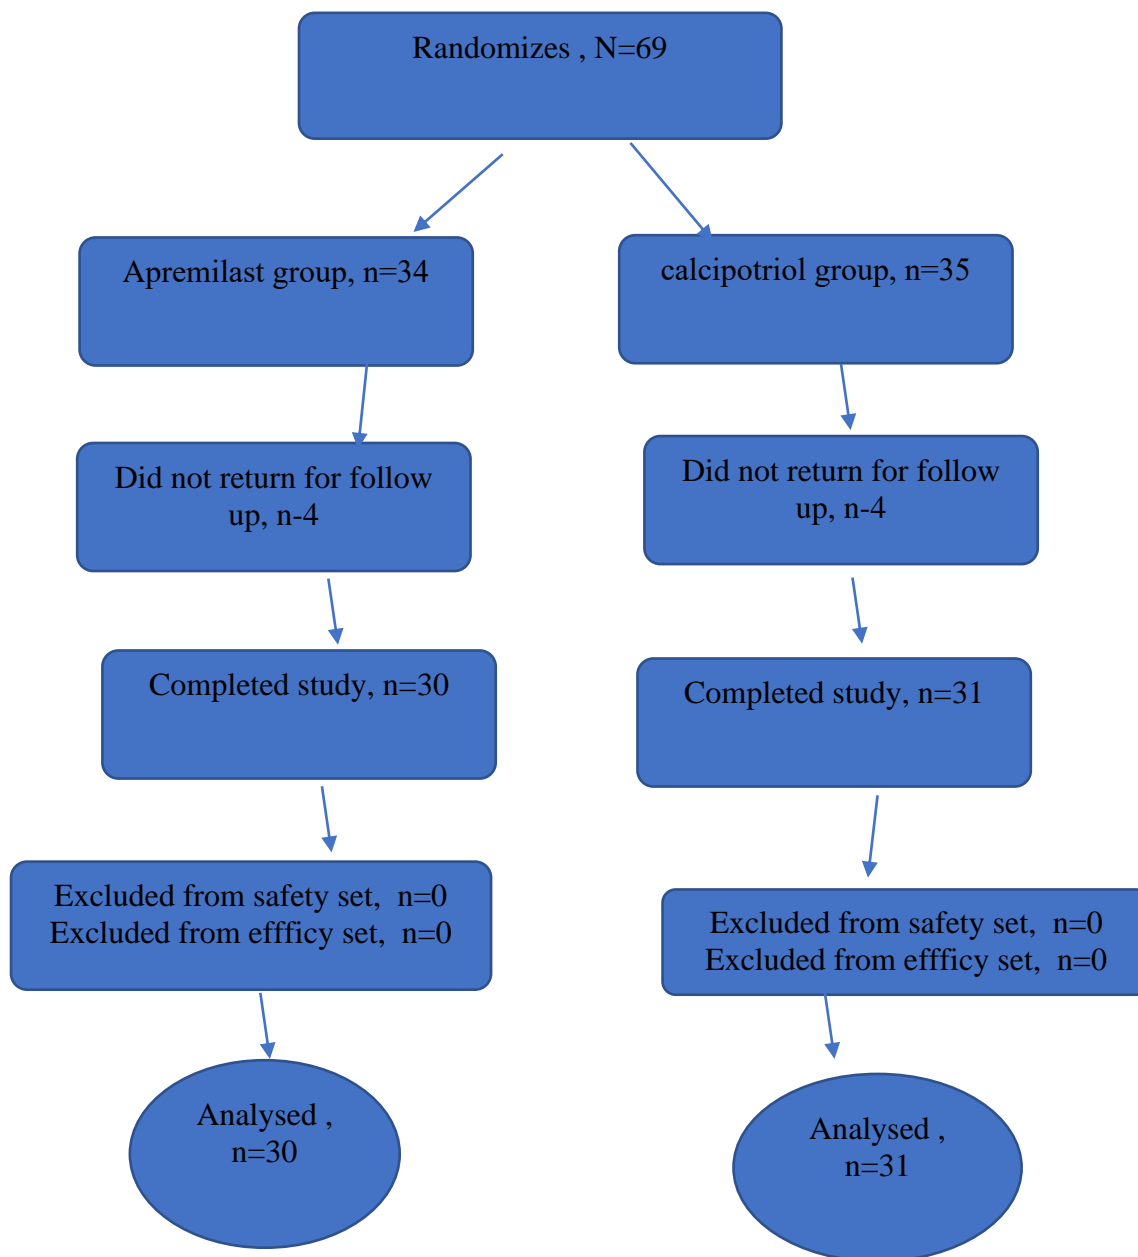 Randomizes , N=69
Apremilast group, n=34
calcipotriol group, n=35
Did not return for follow
up, n-4
Did not return for follow
up, n-4
Completed study, n=30
Completed study, n=31
Excluded from safety set,  n=0
Excluded from effficy set,  n=0
Excluded from safety set,  n=0
Excluded from effficy set,  n=0
Analysed ,
n=30
Analysed ,
n=31